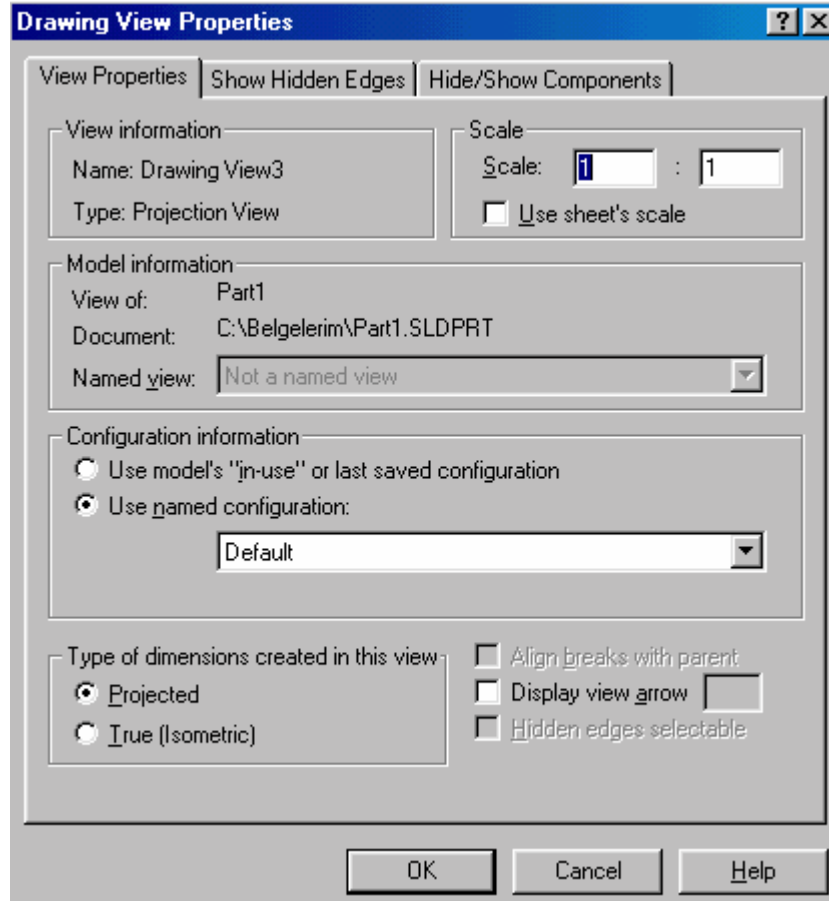 Drawing View Properties
View Properties Show Hidden Edges Hide/Show Components
View information
Name: Drawing View3
Type: Projection View
Scale
Scale: 1 : 1
Use sheet's scale
Model information
View of: Part1
Document: C:\Belgelerim\Part1.SLDPRT
Named view: Not a named view
Configuration information
Use model's "in-use" or last saved configuration
Use named configuration:
Default
Type of dimensions created in this view
Projected
True (Isometric)
Align breaks with parent
Display view arrow
Hidden edges selectable
OK Cancel Help